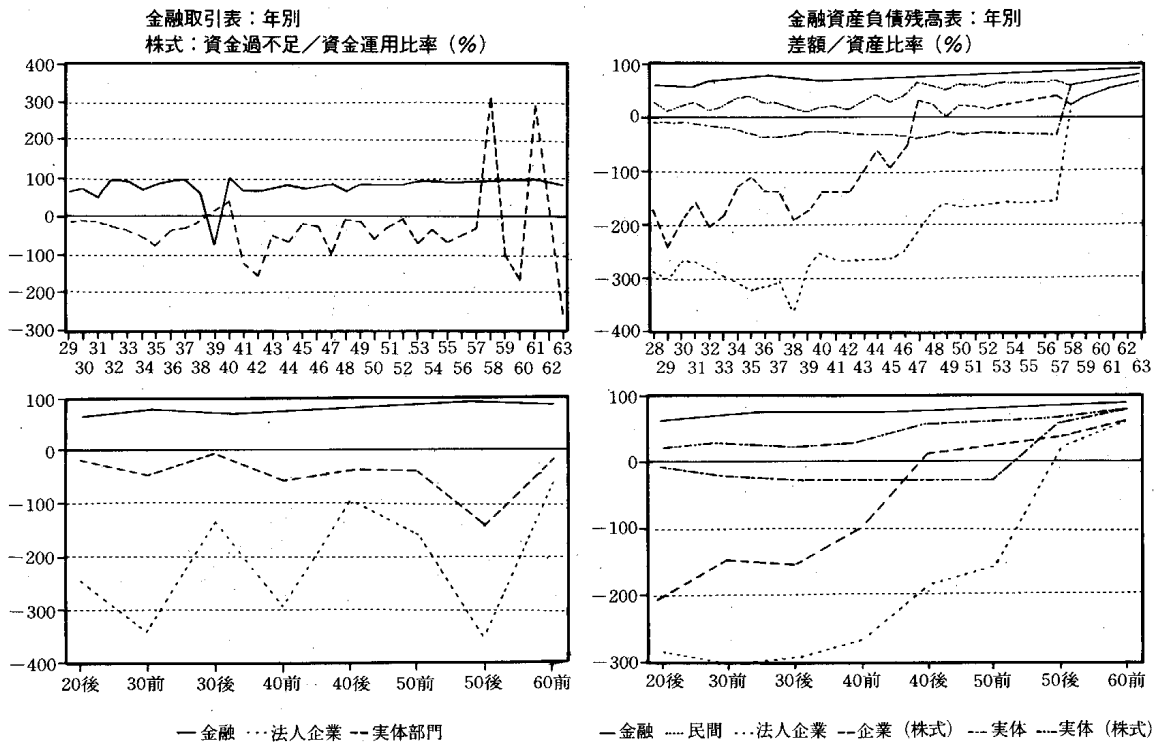 金融取引表：年別
株式：資金過不足／資金運用比率（％）
400
300
200
100
0
－100
－200
－300
29 31 33 35 37 39 41 43 45 47 49 51 53 55 57 59 61 63
30 32 34 36 38 40 42 44 46 48 50 52 54 56 58 60 62
100
0
－100
－200
－300
－400
20後 30前 30後 40前 40後 50前 50後 60前
―金融 ‥‥法人企業 --実体部門
金融資産負債残高表：年別
差額／資産比率（％）
100
0
－100
－200
－300
－400
28 30 32 34 36 38 40 42 44 46 48 50 52 54 56 58 60 62
29 31 33 35 37 39 41 43 45 47 49 51 53 55 57 59 61 63
100
0
－100
－200
－300
20後 30前 30後 40前 40後 50前 50後 60前
―金融 ‥‥民間 ‥‥法人企業 --企業（株式） --実体 --実体（株式）